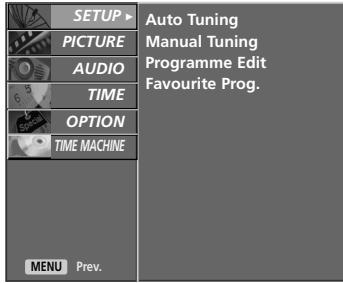 SETUP ▸
PICTURE
AUDIO
TIME
OPTION
TIME MACHINE
Auto Tuning
Manual Tuning
Programme Edit
Favourite Prog.
MENU Prev.